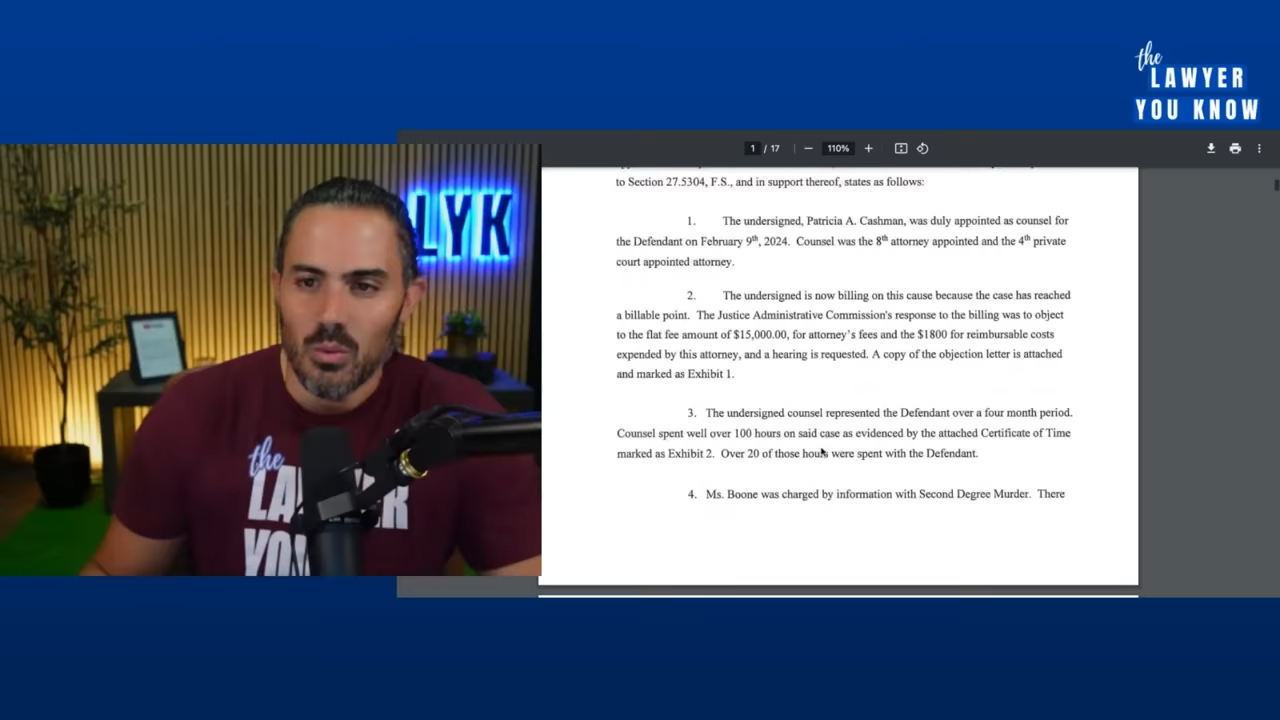 the
LAWYER
YOU KNOW
1 / 17
110%
to Section 27.5304, F.S., and in support thereof, states as follows:
1. The undersigned, Patricia A. Cashman, was duly appointed as counsel for
the Defendant on February 9th, 2024. Counsel was the 8th attorney appointed and the 4th private
court appointed attorney.
2. The undersigned is now billing on this cause because the case has reached
a billable point. The Justice Administrative Commission's response to the billing was to object
to the flat fee amount of $15,000.00, for attorney's fees and the $1800 for reimbursable costs
expended by this attorney, and a hearing is requested. A copy of the objection letter is attached
and marked as Exhibit 1.
3. The undersigned counsel represented the Defendant over a four month period.
Counsel spent well over 100 hours on said case as evidenced by the attached Certificate of Time
marked as Exhibit 2. Over 20 of those hours were spent with the Defendant.
4. Ms. Boone was charged by information with Second Degree Murder. There
LYK
the